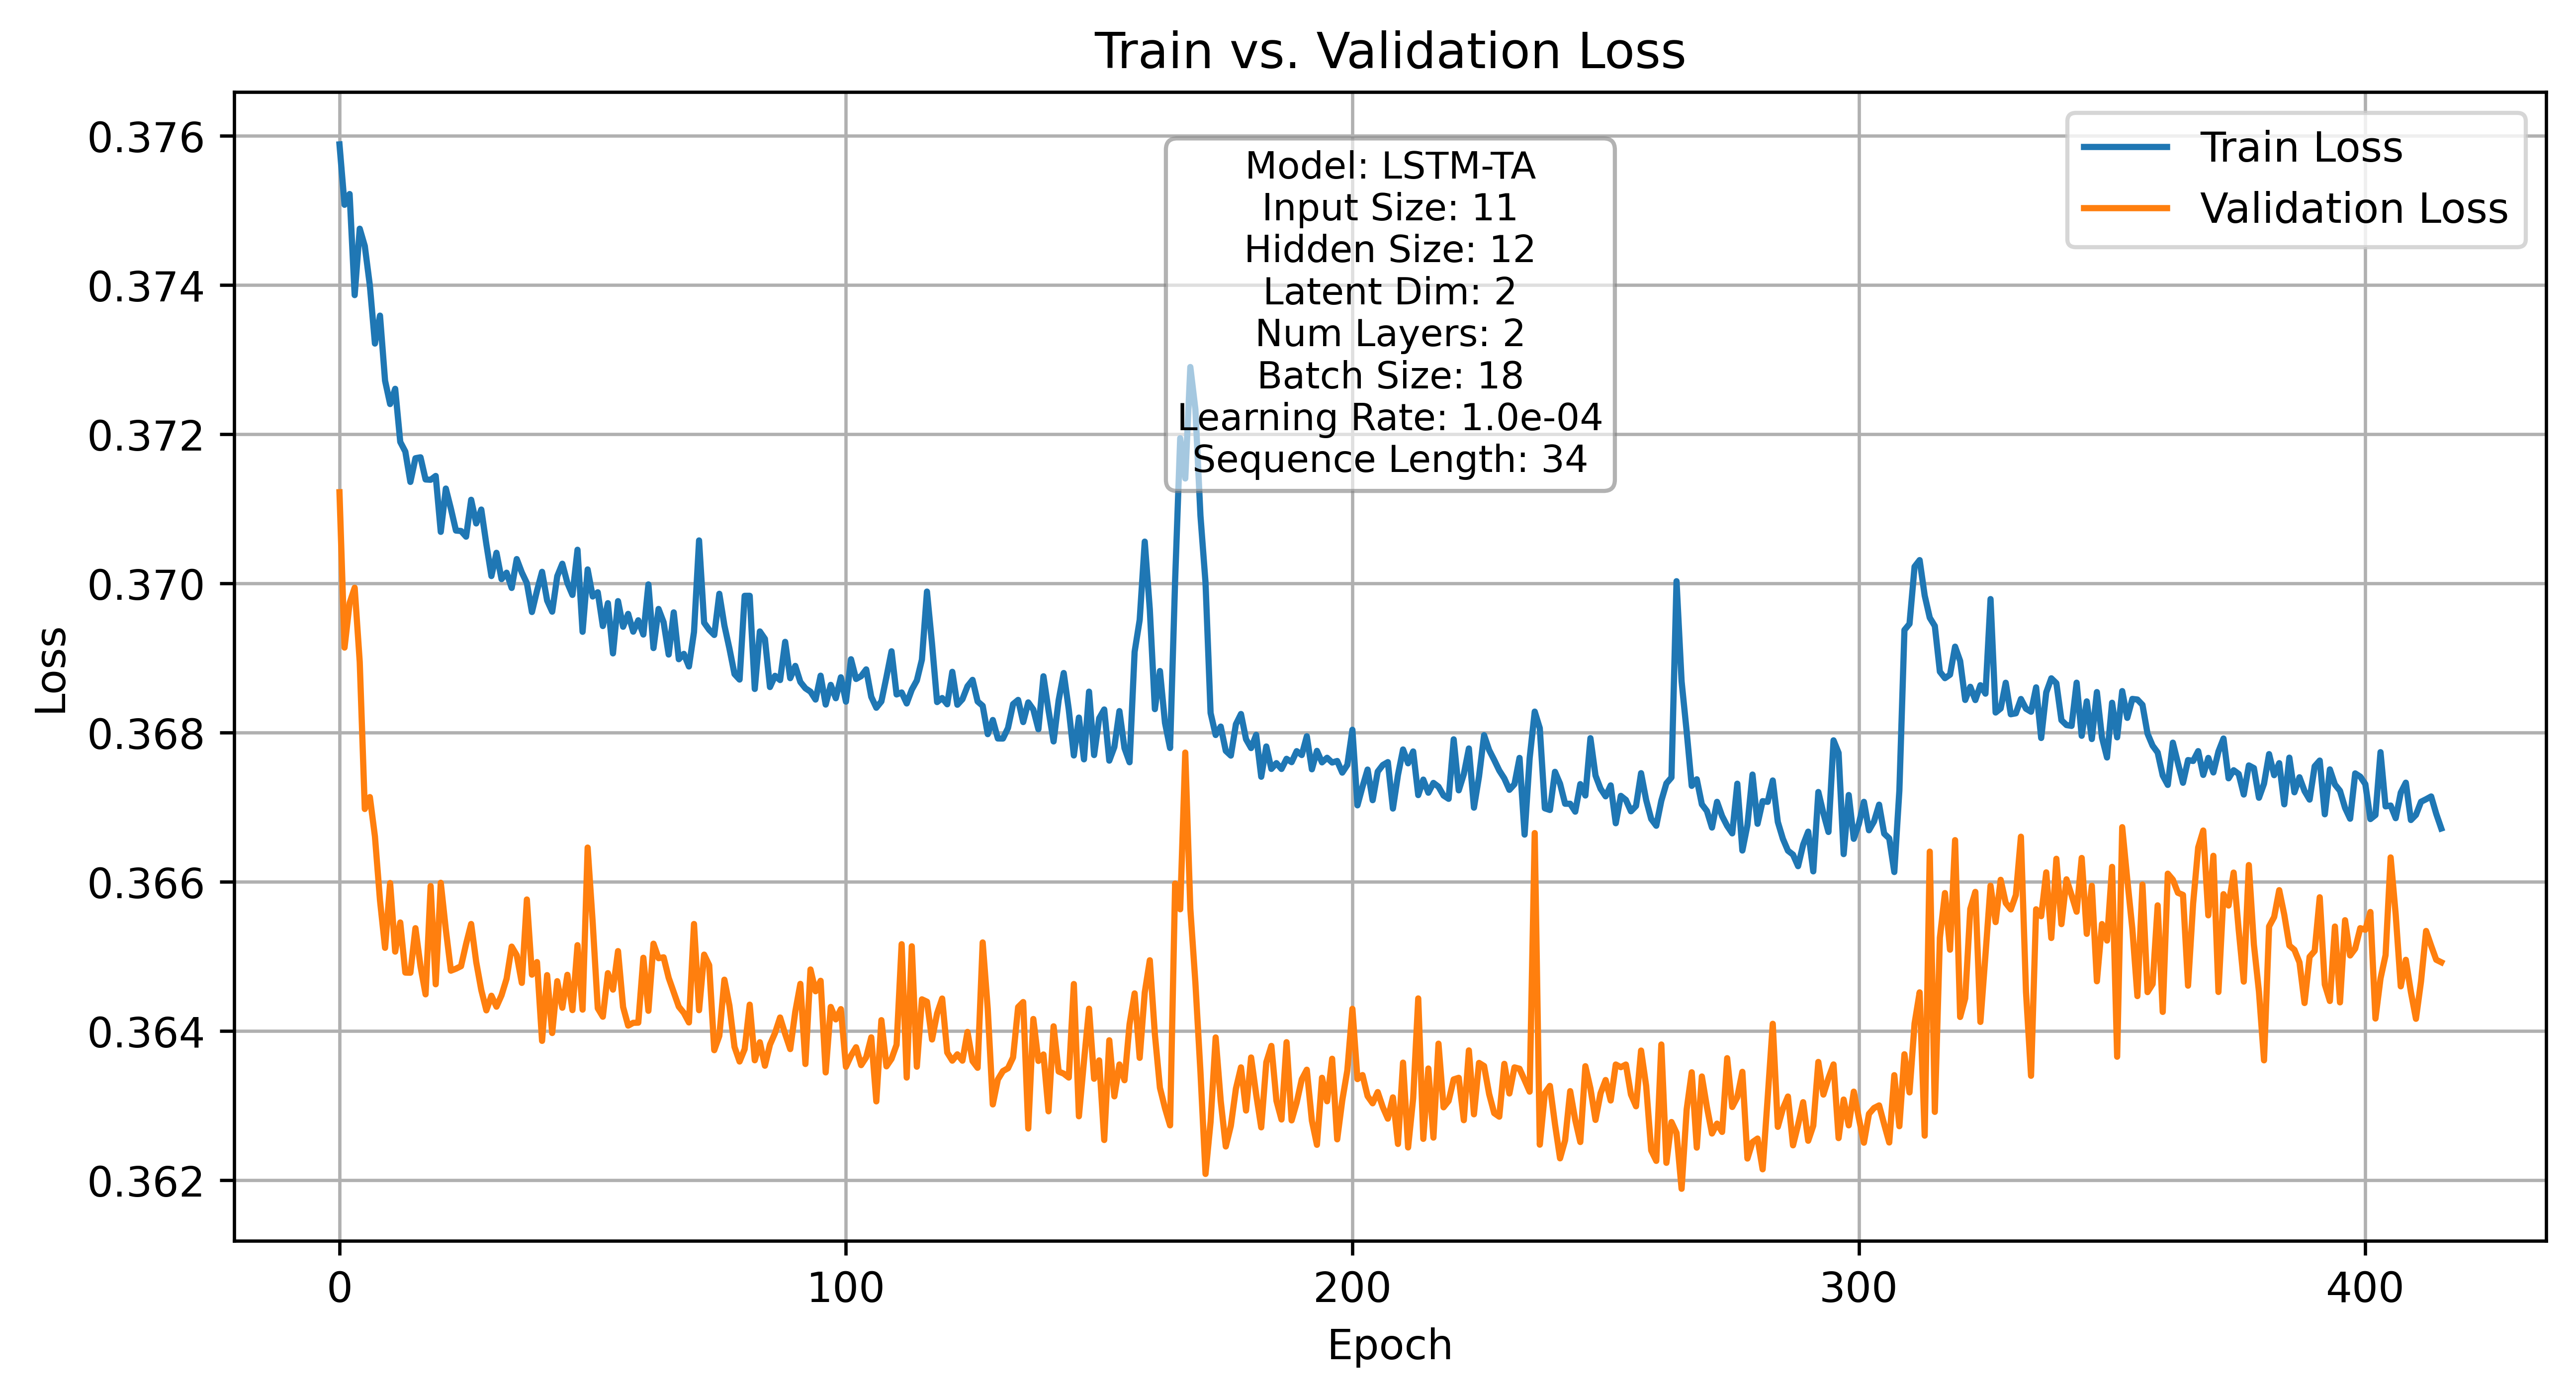 Train vs. Validation Loss
Train Loss
Validation Loss
Model: LSTM-TA
Input Size: 11
Hidden Size: 12
Latent Dim: 2
Num Layers: 2
Batch Size: 18
Learning Rate: 1.0e-04
Sequence Length: 34
Loss
0.376
0.374
0.372
0.370
0.368
0.366
0.364
0.362
0 100 200 300 400
Epoch